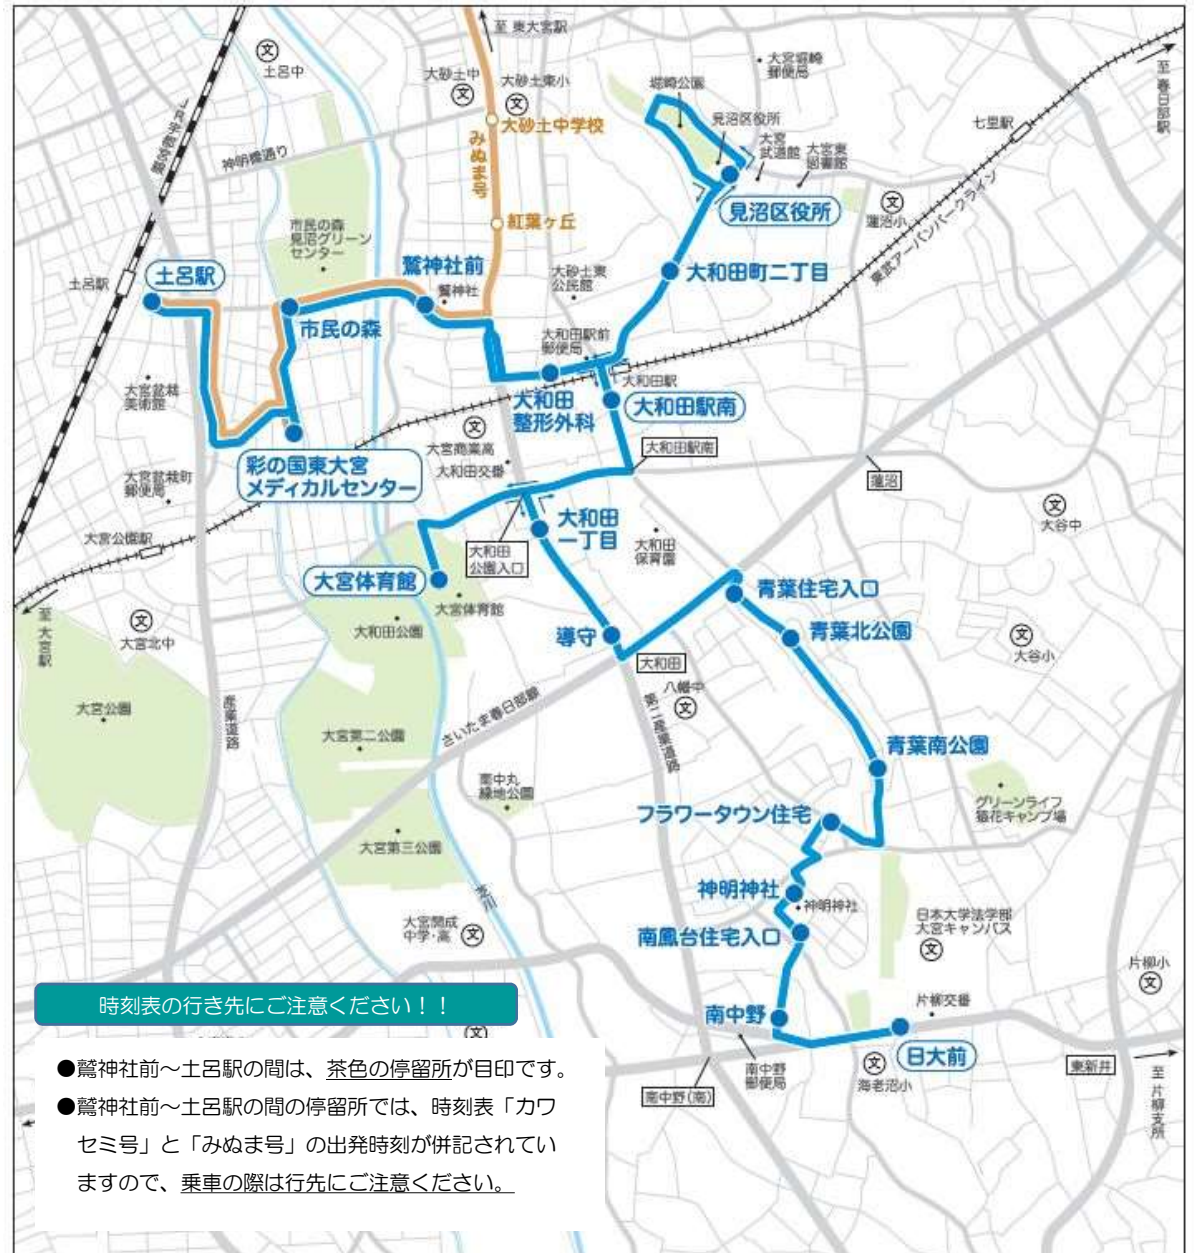 至 東大宮駅
土呂中
大砂土中
大砂土東小
大宮堀崎
郵便局
堀崎公園
至 春日部駅
JR宇都宮線
神明橋通り
みぬま号
大砂土中学校
見沼区役所
大宮
武道館
大宮東
図書館
七里駅
見沼区役所
蓮沼小
東武アーバンパークライン
紅葉ヶ丘
市民の森
見沼グリーン
センター
土呂駅
土呂駅
鷲神社前
鷲神社
大砂土東
公民館
大和田町二丁目
市民の森
大和田駅前
郵便局
大和田駅
大宮盆栽
美術館
大和田
整形外科
大和田駅南
大宮商業高
大和田交番
大和田駅南
彩の国東大宮
メディカルセンター
大宮盆栽町
郵便局
蓮沼
大谷中
大宮公園駅
大和田
一丁目
大和田
公園入口
大和田
保育園
大宮体育館
大宮体育館
青葉住宅入口
至 大宮駅
大宮北中
大和田公園
導守
青葉北公園
大谷小
大和田
八幡中
大宮公園
産業道路
大宮第二公園
さいたま春日部線
第二産業道路
青葉南公園
南中丸
緑地公園
グリーンライフ
猿花キャンプ場
フラワータウン住宅
大宮第三公園
芝川
神明神社
神明神社
大宮開成
中学・高
南鳳台住宅入口
日本大学法学部
大宮キャンパス
片柳小
片柳交番
南中野
日大前
南中野
郵便局
南中野(南)
海老沼小
東新井
至 片柳支所
時刻表の行き先にご注意ください！！
●鷲神社前～土呂駅の間は、茶色の停留所が目印です。
●鷲神社前～土呂駅の間の停留所では、時刻表「カワ
セミ号」と「みぬま号」の出発時刻が併記されてい
ますので、乗車の際は行先にご注意ください。